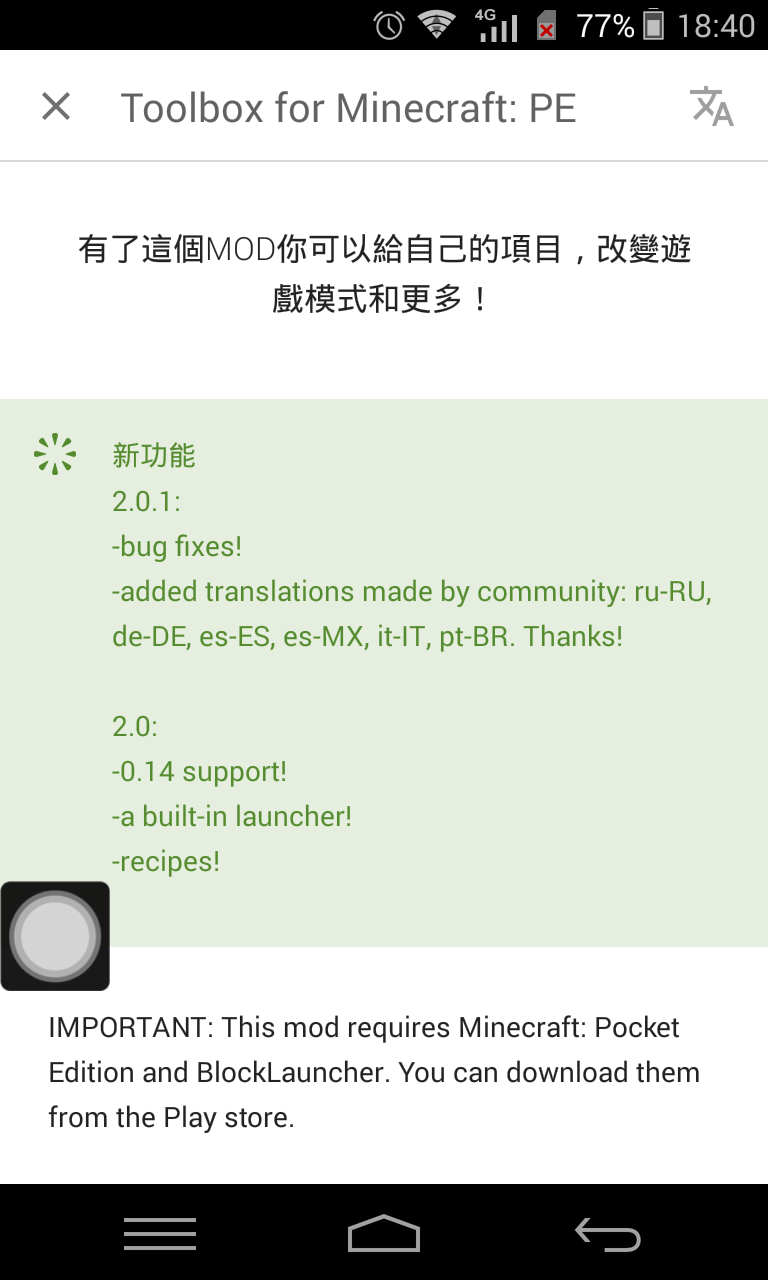 4G 77% 18:40
Toolbox for Minecraft: PE
有了這個MOD你可以給自己的項目，改變遊
戲模式和更多！
新功能
2.0.1:
-bug fixes!
-added translations made by community: ru-RU,
de-DE, es-ES, es-MX, it-IT, pt-BR. Thanks!
2.0:
-0.14 support!
-a built-in launcher!
-recipes!
IMPORTANT: This mod requires Minecraft: Pocket
Edition and BlockLauncher. You can download them
from the Play store.